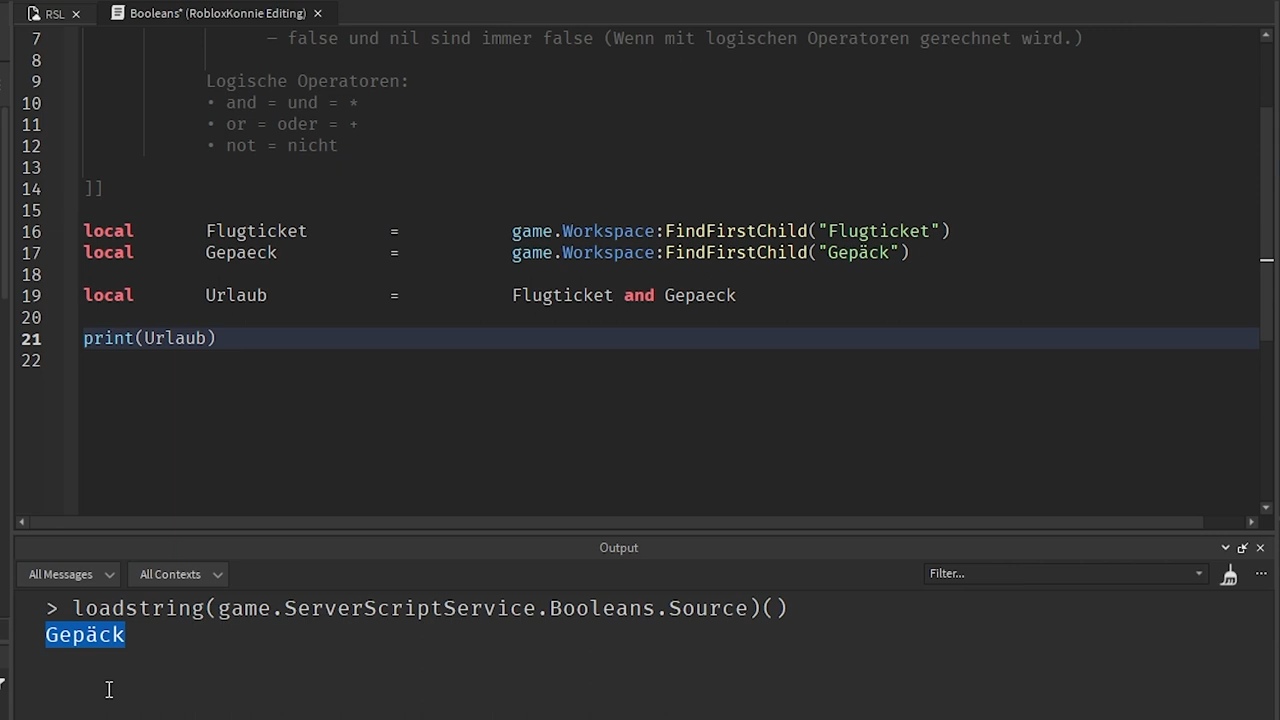 RSL
Booleans* (RobloxKonnie Editing)
7 – false und nil sind immer false (Wenn mit logischen Operatoren gerechnet wird.)
8
9 Logische Operatoren:
10 • and = und = *
11 • or = oder = +
12 • not = nicht
13
14 ]]
15
16 local Flugticket = game.Workspace:FindFirstChild("Flugticket")
17 local Gepaeck = game.Workspace:FindFirstChild("Gepäck")
18
19 local Urlaub = Flugticket and Gepaeck
20
21 print(Urlaub)
22
Output
All Messages All Contexts Filter... ...
> loadstring(game.ServerScriptService.Booleans.Source)()
Gepäck